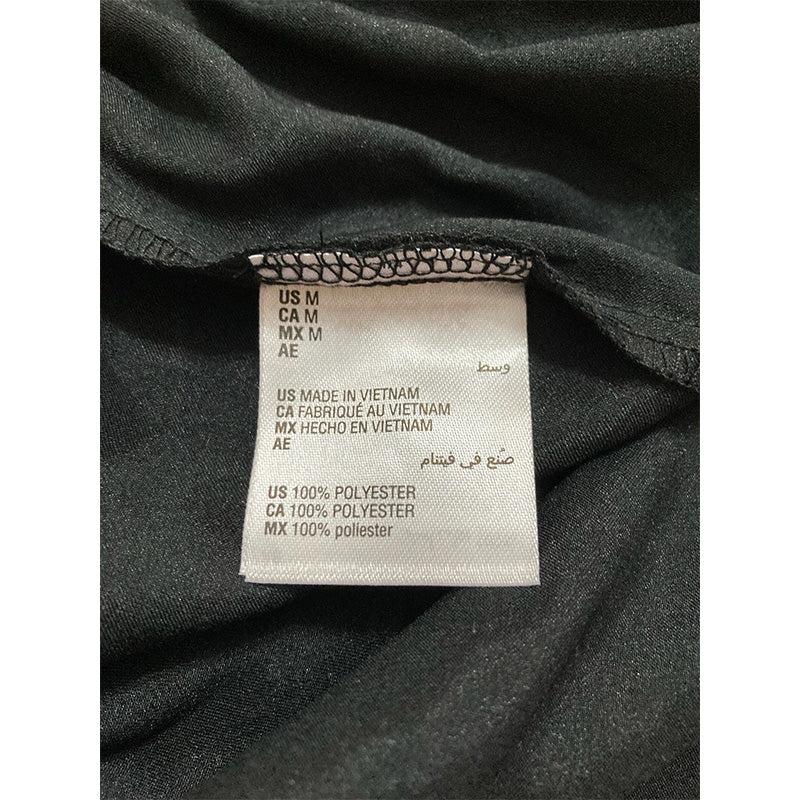 US M
CA M
MX M
AE
وسط
US MADE IN VIETNAM
CA FABRIQUÉ AU VIETNAM
MX HECHO EN VIETNAM
AE
صّنع في فيتنام
US 100% POLYESTER
CA 100% POLYESTER
MX 100% poliester